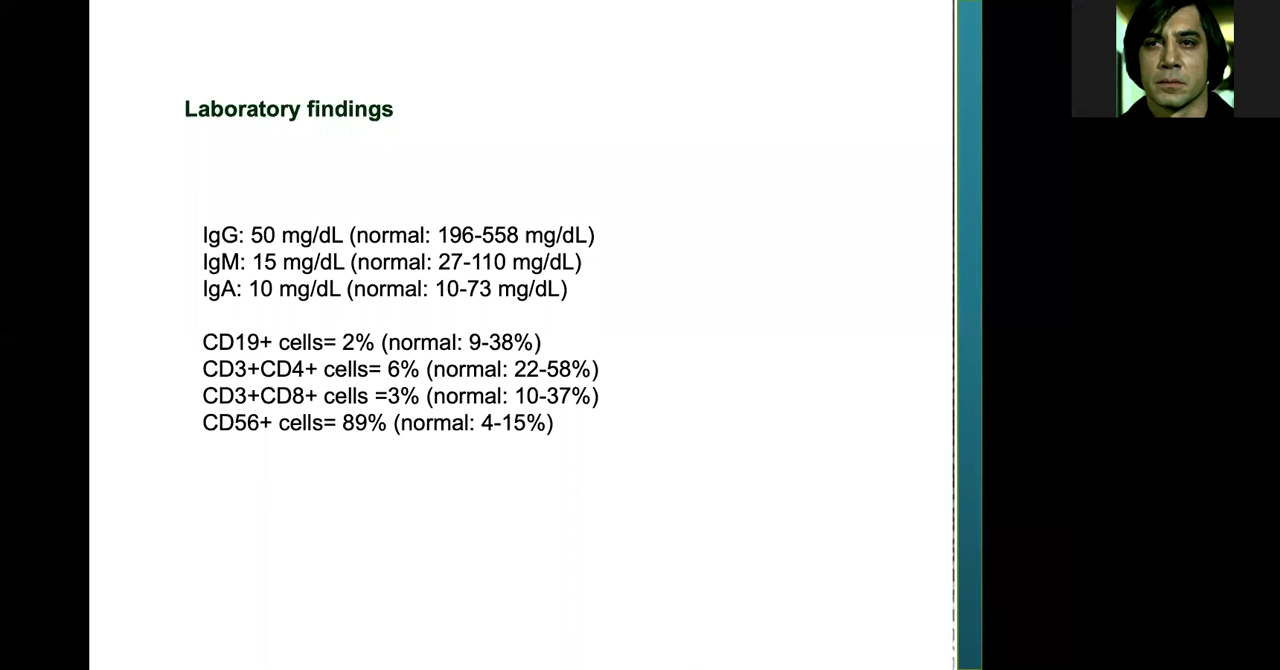 Laboratory findings
IgG: 50 mg/dL (normal: 196-558 mg/dL)
IgM: 15 mg/dL (normal: 27-110 mg/dL)
IgA: 10 mg/dL (normal: 10-73 mg/dL)
CD19+ cells= 2% (normal: 9-38%)
CD3+CD4+ cells= 6% (normal: 22-58%)
CD3+CD8+ cells =3% (normal: 10-37%)
CD56+ cells= 89% (normal: 4-15%)